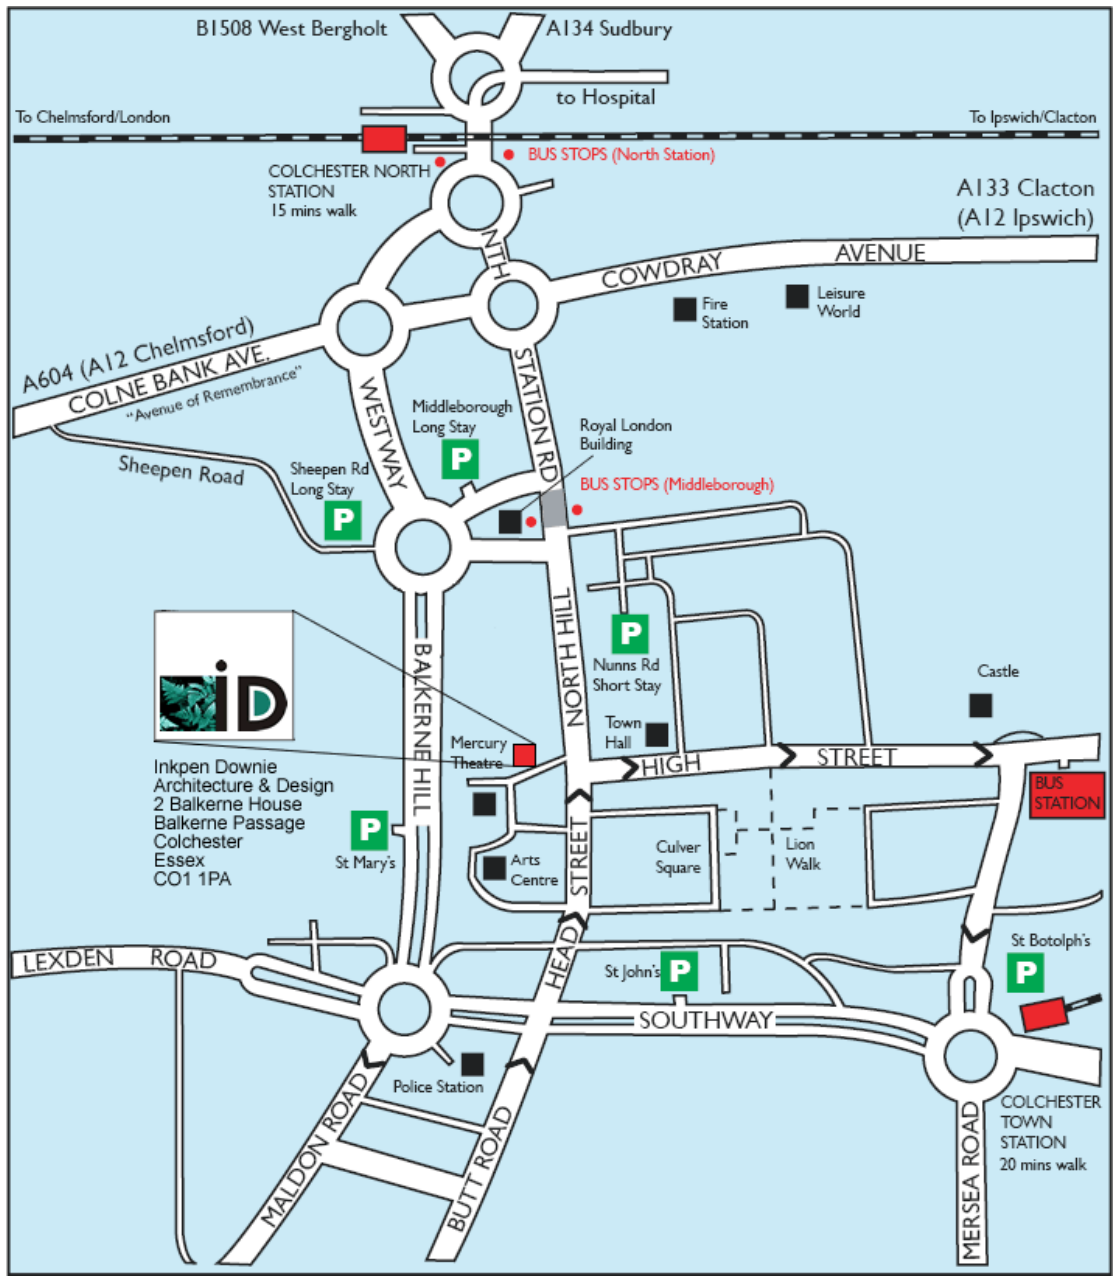 B1508 West Bergholt
A134 Sudbury
to Hospital
To Chelmsford/London
To Ipswich/Clacton
BUS STOPS (North Station)
COLCHESTER NORTH
STATION
15 mins walk
A133 Clacton
(A12 Ipswich)
NTH
COWDRAY AVENUE
Fire
Station
Leisure
World
A604 (A12 Chelmsford)
COLNE BANK AVE.
"Avenue of Remembrance"
WESTWAY
STATION RD
Middleborough
Long Stay
P
Royal London
Building
Sheepen Road
Sheepen Rd
Long Stay
P
BUS STOPS (Middleborough)
BALKERNE HILL
NORTH HILL
P
Nunns Rd
Short Stay
Castle
iD
Town
Hall
Mercury
Theatre
HIGH STREET
BUS
STATION
Inkpen Downie
Architecture & Design
2 Balkerne House
Balkerne Passage
Colchester
Essex
CO1 1PA
P
St Mary's
Arts
Centre
HEAD STREET
Culver
Square
Lion
Walk
LEXDEN ROAD
St John's
P
St Botolph's
P
SOUTHWAY
Police Station
MALDON ROAD
BUTT ROAD
MERSEA ROAD
COLCHESTER
TOWN
STATION
20 mins walk